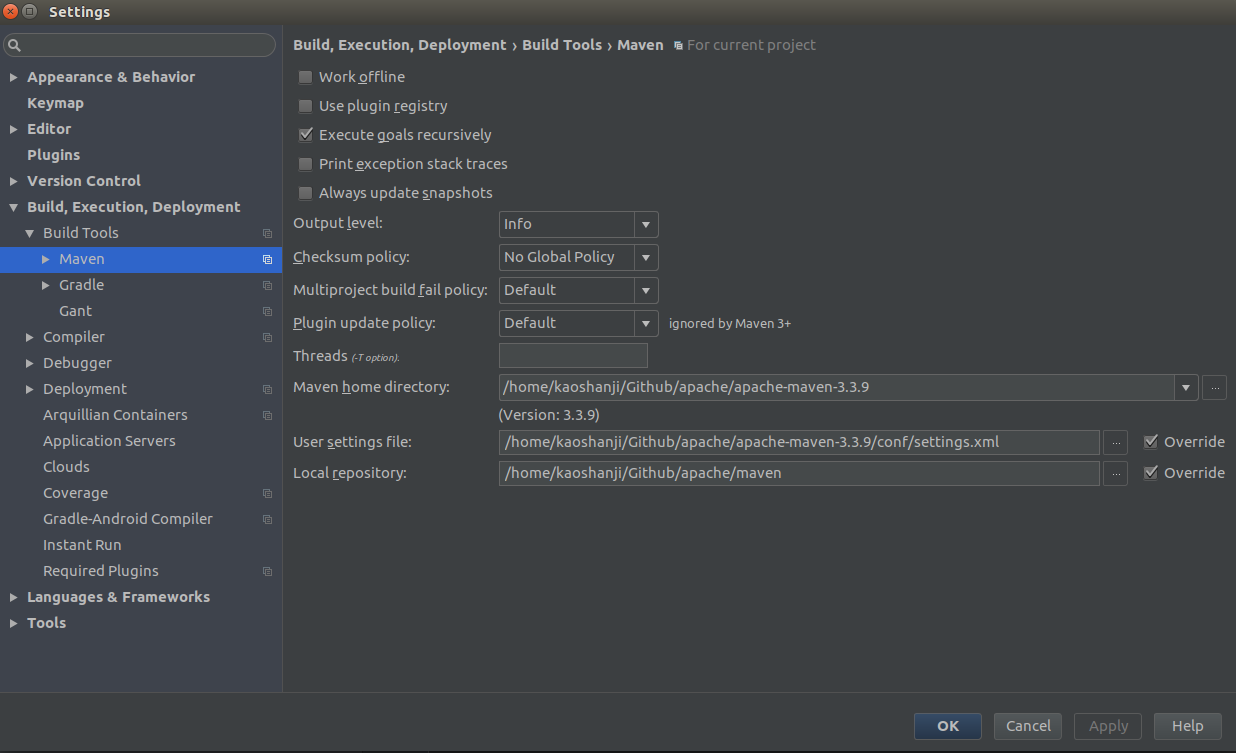 Settings
Appearance & Behavior
Keymap
Editor
Plugins
Version Control
Build, Execution, Deployment
Build Tools
Maven
Gradle
Gant
Compiler
Debugger
Deployment
Arquillian Containers
Application Servers
Clouds
Coverage
Gradle-Android Compiler
Instant Run
Required Plugins
Languages & Frameworks
Tools
Build, Execution, Deployment › Build Tools › Maven For current project
Work offline
Use plugin registry
Execute goals recursively
Print exception stack traces
Always update snapshots
Output level: Info
Checksum policy: No Global Policy
Multiproject build fail policy: Default
Plugin update policy: Default ignored by Maven 3+
Threads (-T option):
Maven home directory: /home/kaoshanji/Github/apache/apache-maven-3.3.9 ...
(Version: 3.3.9)
User settings file: /home/kaoshanji/Github/apache/apache-maven-3.3.9/conf/settings.xml ... Override
Local repository: /home/kaoshanji/Github/apache/maven ... Override
OK Cancel Apply Help